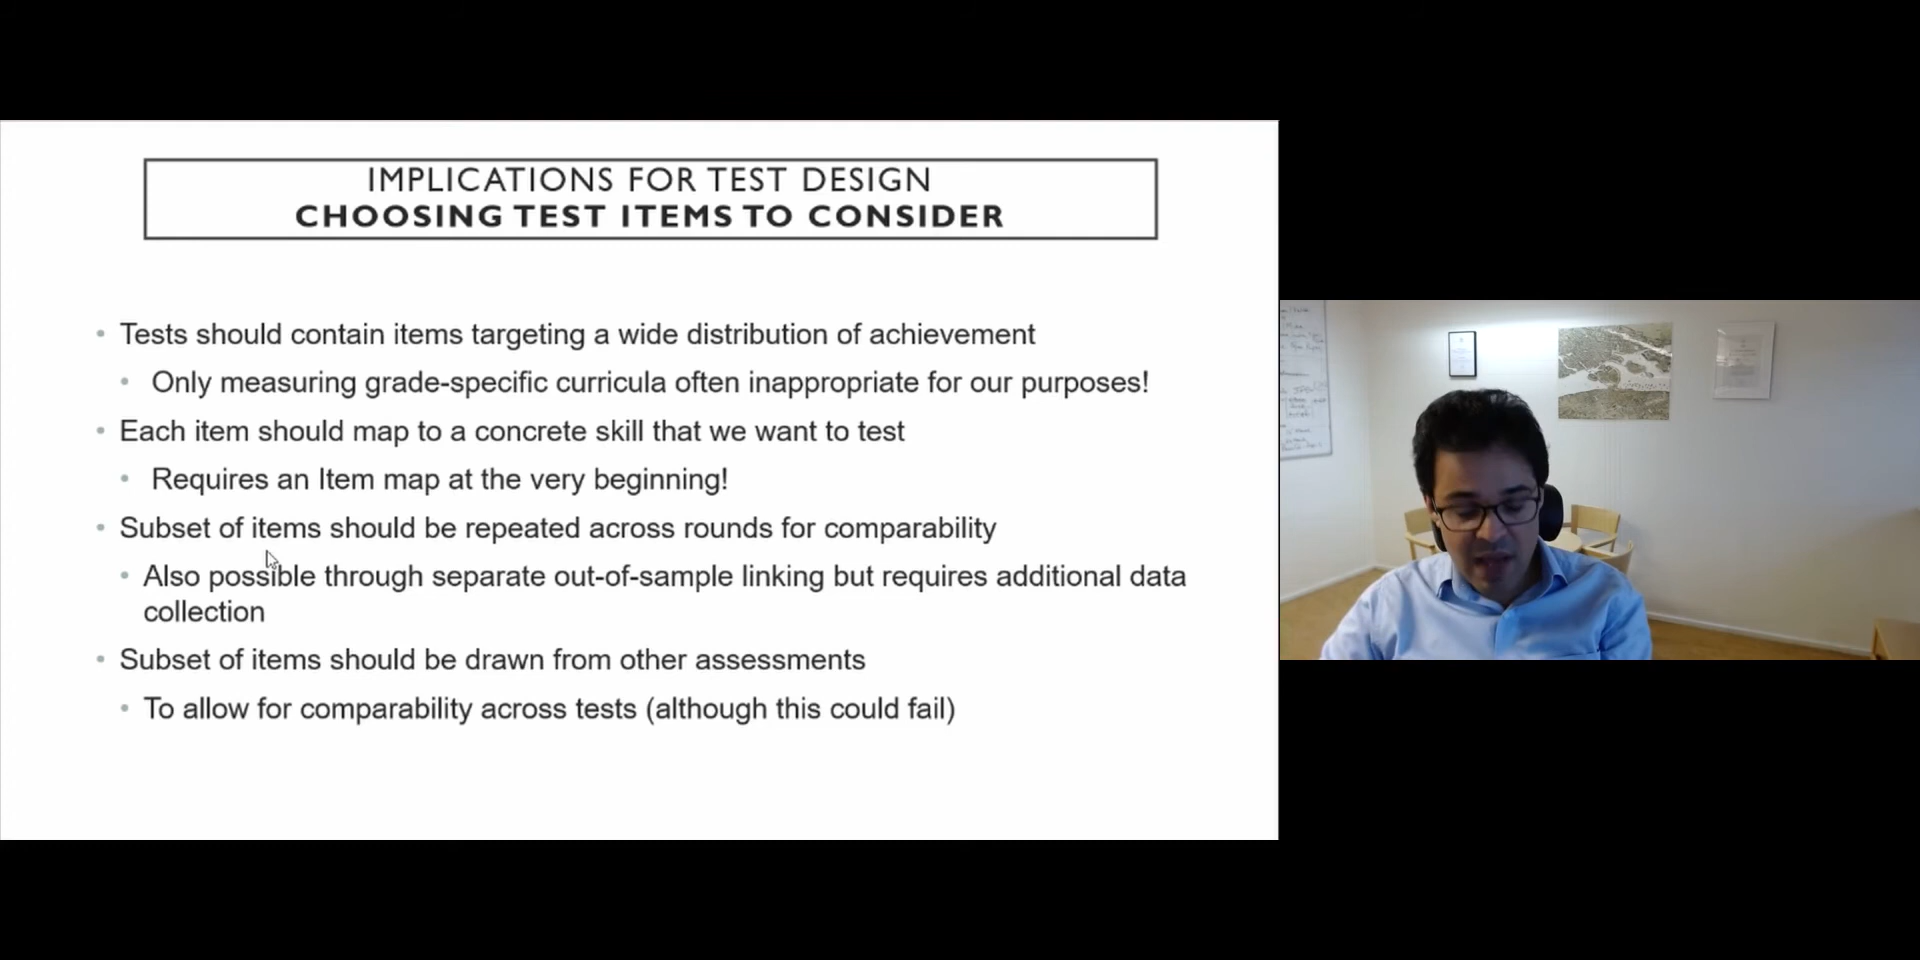 IMPLICATIONS FOR TEST DESIGN
CHOOSING TEST ITEMS TO CONSIDER
• Tests should contain items targeting a wide distribution of achievement
• Only measuring grade-specific curricula often inappropriate for our purposes!
• Each item should map to a concrete skill that we want to test
• Requires an Item map at the very beginning!
• Subset of items should be repeated across rounds for comparability
• Also possible through separate out-of-sample linking but requires additional data
collection
• Subset of items should be drawn from other assessments
• To allow for comparability across tests (although this could fail)